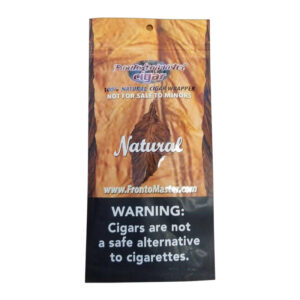 cigar
100% NATURAL CIGAR WRAPPER
NOT FOR SALE TO MINORS
Natural
www.FrontoMaster.com
WARNING:
Cigars are not
a safe alternative
to cigarettes.